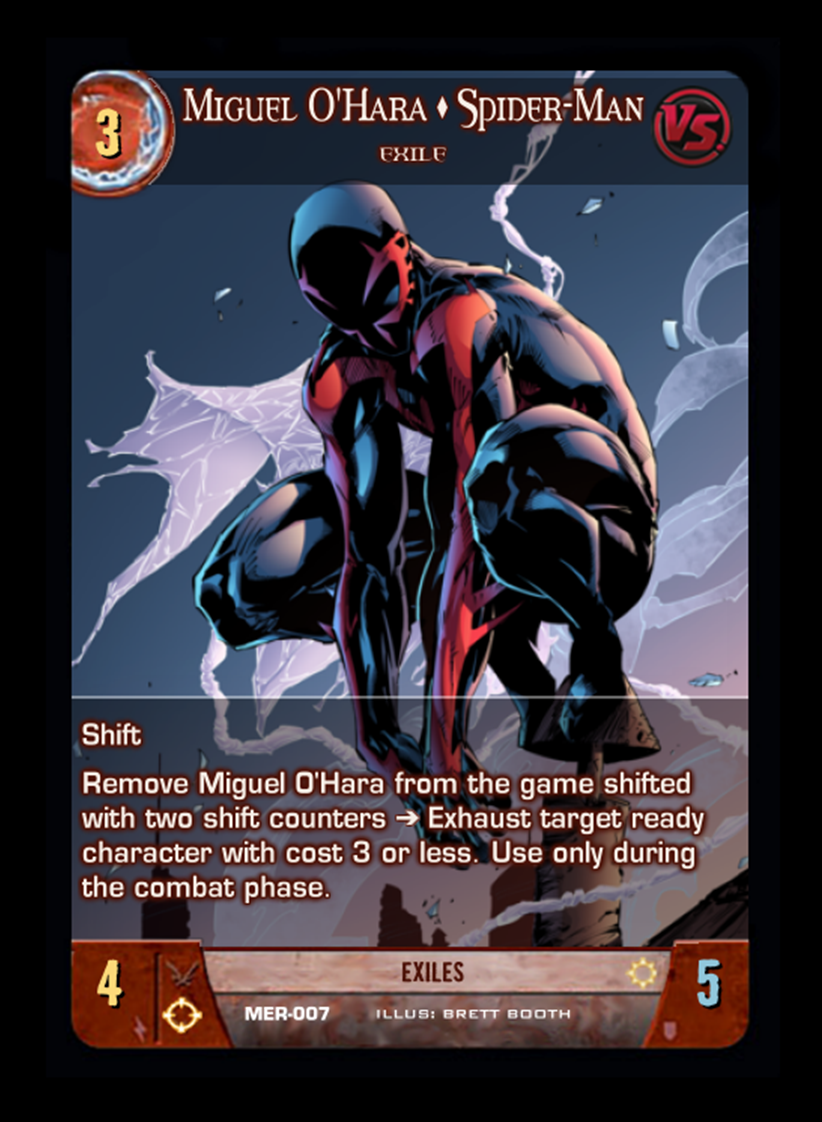 3
Miguel O'Hara ♦ Spider-Man
VS.
EXILE
Shift
Remove Miguel O'Hara from the game shifted
with two shift counters → Exhaust target ready
character with cost 3 or less. Use only during
the combat phase.
4
EXILES
5
MER-007 ILLUS: BRETT BOOTH